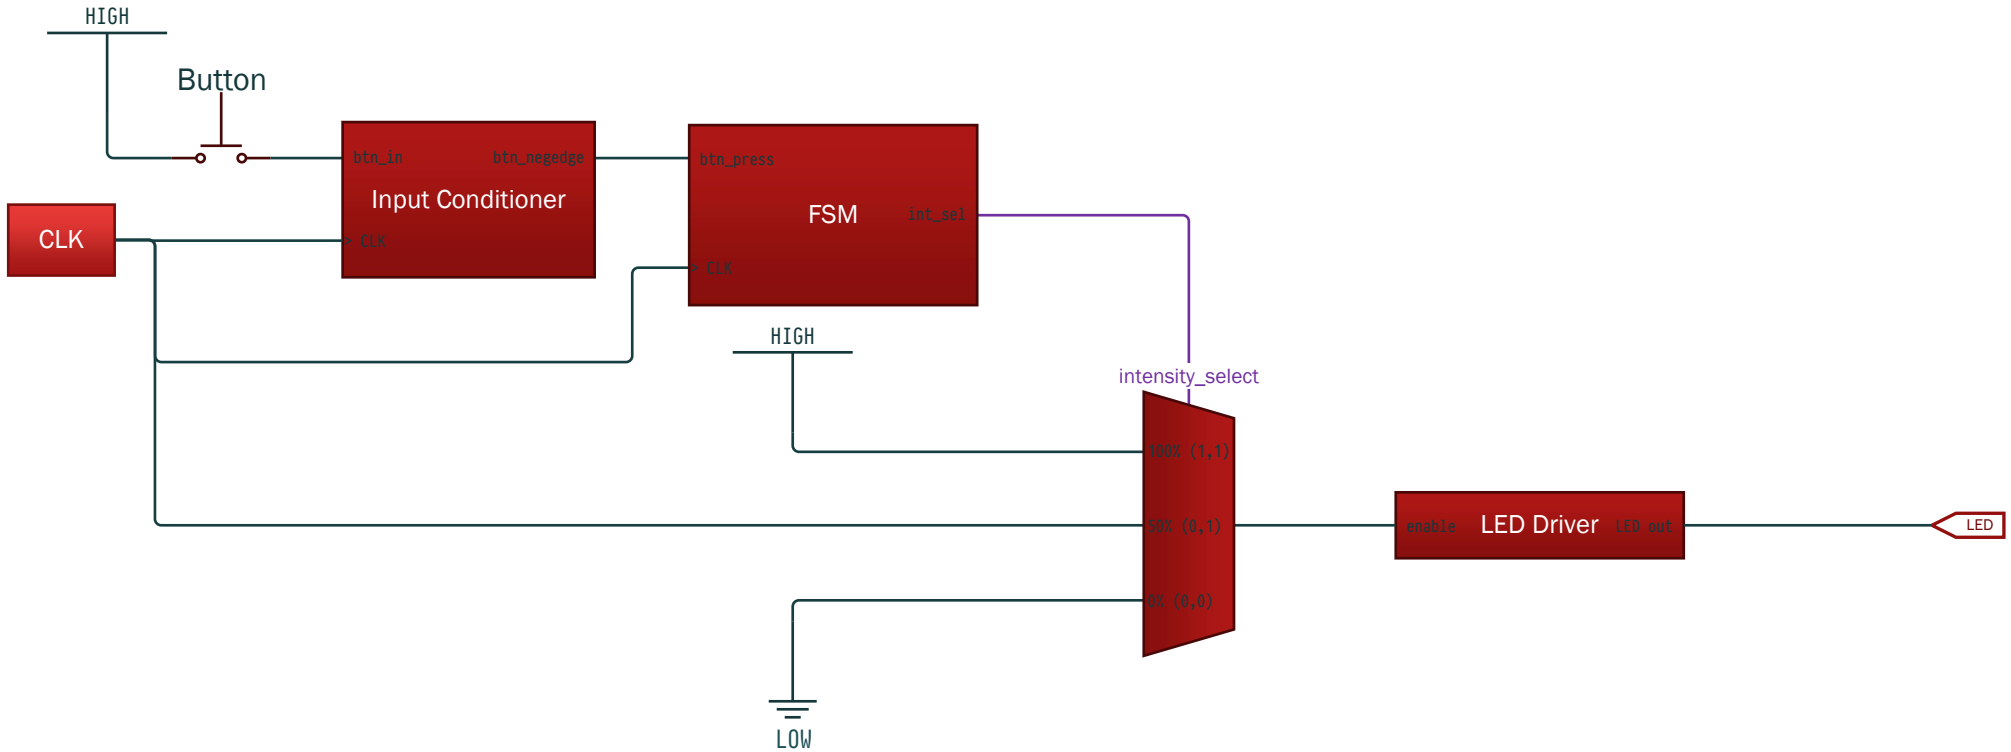 HIGH
Button
btn_in
btn_negedge
Input Conditioner
> CLK
CLK
btn_press
FSM
int_sel
> CLK
HIGH
intensity_select
100% (1,1)
50% (0,1)
0% (0,0)
enable
LED Driver
LED out
LED
LOW